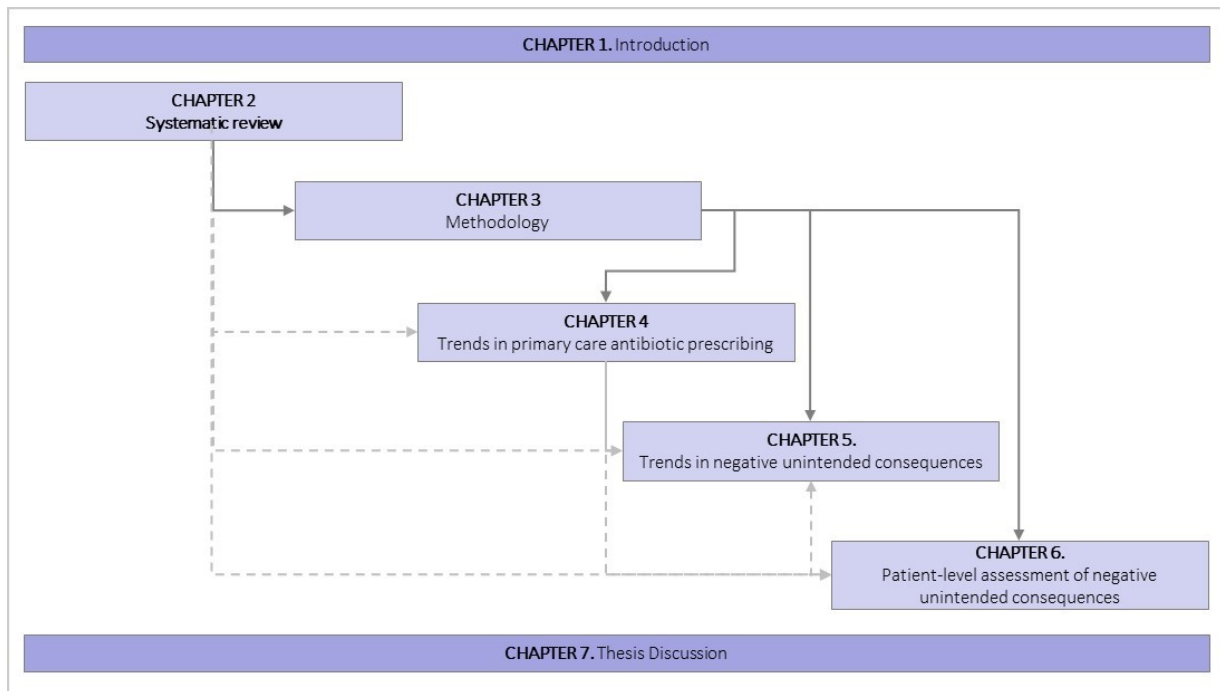 CHAPTER 1. Introduction
CHAPTER 2
Systematic review
CHAPTER 3
Methodology
CHAPTER 4
Trends in primary care antibiotic prescribing
CHAPTER 5.
Trends in negative unintended consequences
CHAPTER 6.
Patient-level assessment of negative
unintended consequences
CHAPTER 7. Thesis Discussion